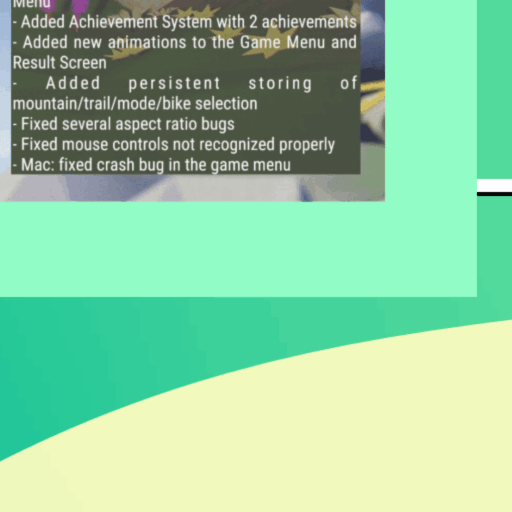 Menu
- Added Achievement System with 2 achievements
- Added new animations to the Game Menu and
Result Screen
- Added persistent storing of
mountain/trail/mode/bike selection
- Fixed several aspect ratio bugs
- Fixed mouse controls not recognized properly
- Mac: fixed crash bug in the game menu